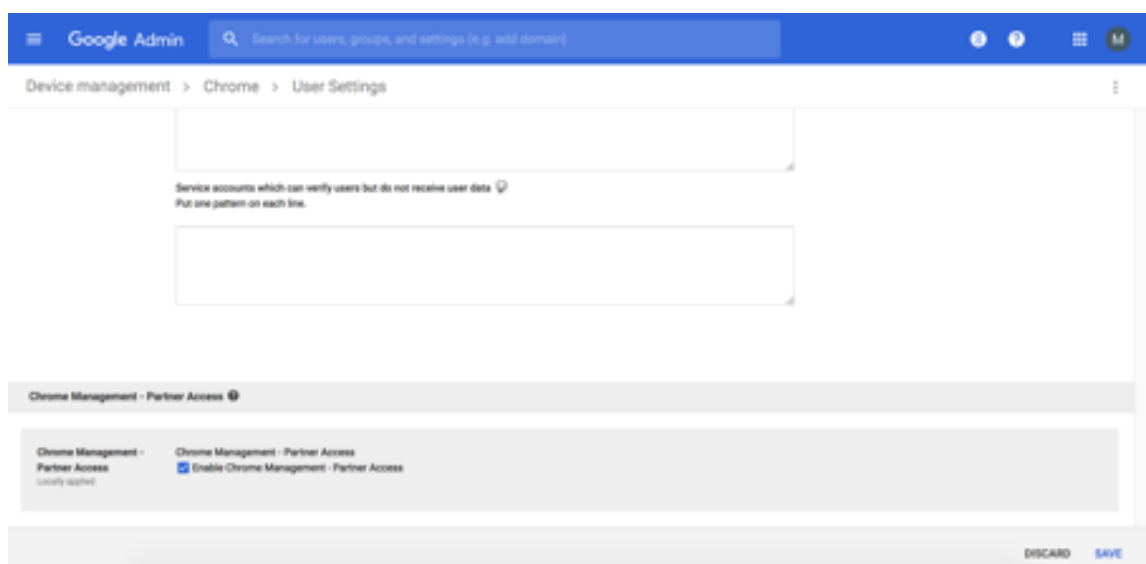 Google Admin
Search for users, groups, and settings (e.g. add domain)
M
Device management > Chrome > User Settings
Service accounts which can verify users but do not receive user data
Put one pattern on each line.
Chrome Management - Partner Access
Chrome Management -
Partner Access
Locally applied
Chrome Management - Partner Access
Enable Chrome Management - Partner Access
DISCARD SAVE